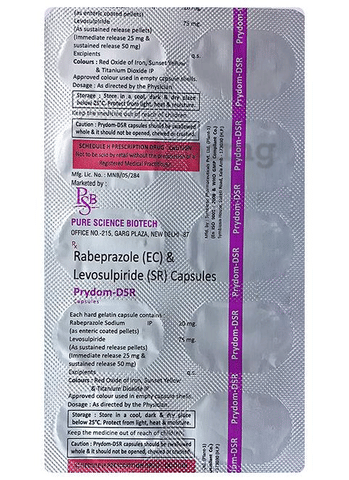 (as enteric coated pellets)
Levosulpiride 75 mg.
(As sustained release pellets)
(Immediate release 25 mg &
sustained release 50 mg)
Excipients q.s.
Colours : Red Oxide of Iron, Sunset Yellow
& Titanium Dioxide IP
Approved colour used in empty capsule shells.
Dosage : As directed by the Physician
Storage : Store in a cool, dark & dry place
below 25°C. Protect from light, heat & moisture.
Keep the medicine out of reach of children.
Caution : Prydom-DSR capsules should be swallowed
whole & it should not be opened, chewed or crushed.
SCHEDULE H PRESCRIPTION DRUG - CAUTION
Not to be sold by retail without the prescription of a
Registered Medical Practitioner.
Mfg. Lic. No. : MNB/05/284
Marketed by :
PSB
PURE SCIENCE BIOTECH
OFFICE NO.-215, GARG PLAZA, NEW DELHI -87
Rx
Rabeprazole (EC) &
Levosulpiride (SR) Capsules
Prydom-DSR
Capsules
Each hard gelatin capsule contains
Rabeprazole Sodium IP 20 mg.
(as enteric coated pellets)
Levosulpiride 75 mg.
(As sustained release pellets)
(Immediate release 25 mg &
sustained release 50 mg)
Excipients q.s.
Colours : Red Oxide of Iron, Sunset Yellow
& Titanium Dioxide IP
Approved colour used in empty capsule shells.
Dosage : As directed by the Physician
Storage : Store in a cool, dark & dry place
below 25°C. Protect from light, heat & moisture.
Keep the medicine out of reach of children.
Caution : Prydom-DSR capsules should be swallowed
whole & it should not be opened, chewed or crushed.
Prydom-DSR
Prydom-DSR
Prydom-DSR
Prydom-DSR
Prydom-DSR
Prydom-DSR